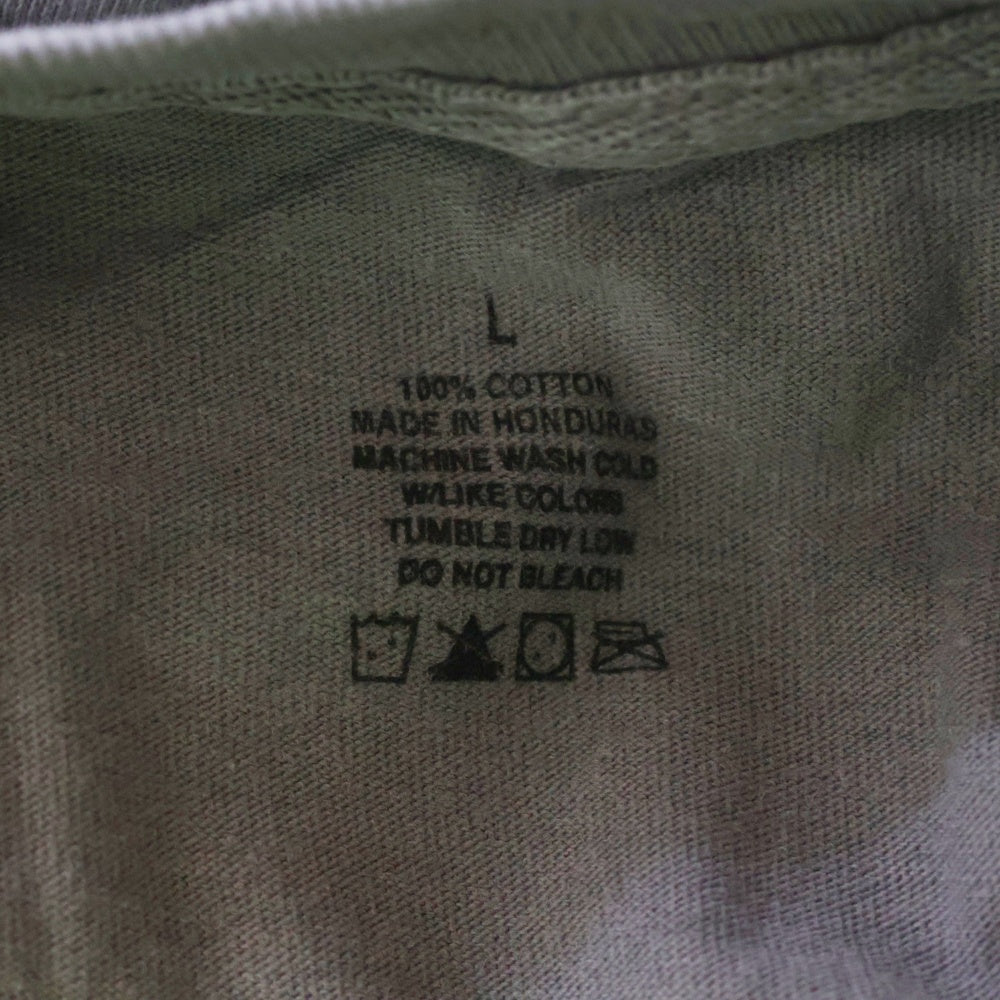 L
100% COTTON
MADE IN HONDURAS
MACHINE WASH COLD
W/LIKE COLORS
TUMBLE DRY LOW
DO NOT BLEACH